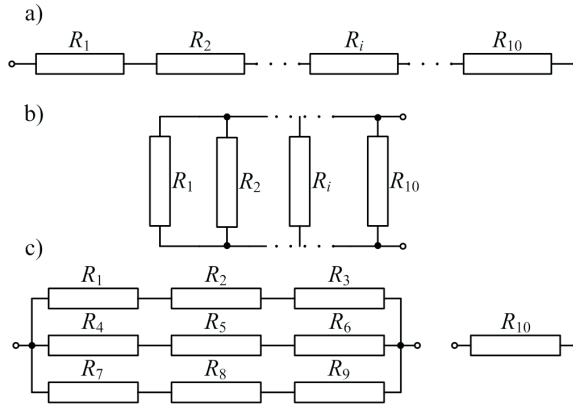 a)
R₁ R₂ Rᵢ R₁₀
b)
R₁ R₂ Rᵢ R₁₀
c)
R₁ R₂ R₃
R₄ R₅ R₆ R₁₀
R₇ R₈ R₉